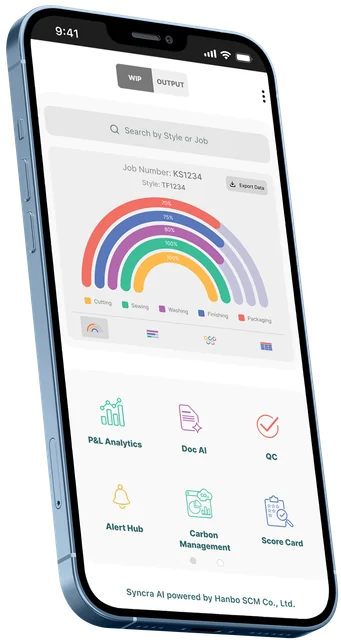 9:41
WIP
OUTPUT
Search by Style or Job
Job Number: KS1234
Style: TF1234
Export Data
70%
75%
80%
100%
100%
Cutting
Sewing
Washing
Finishing
Packaging
P&L Analytics
Doc AI
QC
Alert Hub
Carbon
Management
Score Card
Syncra AI powered by Hanbo SCM Co., Ltd.